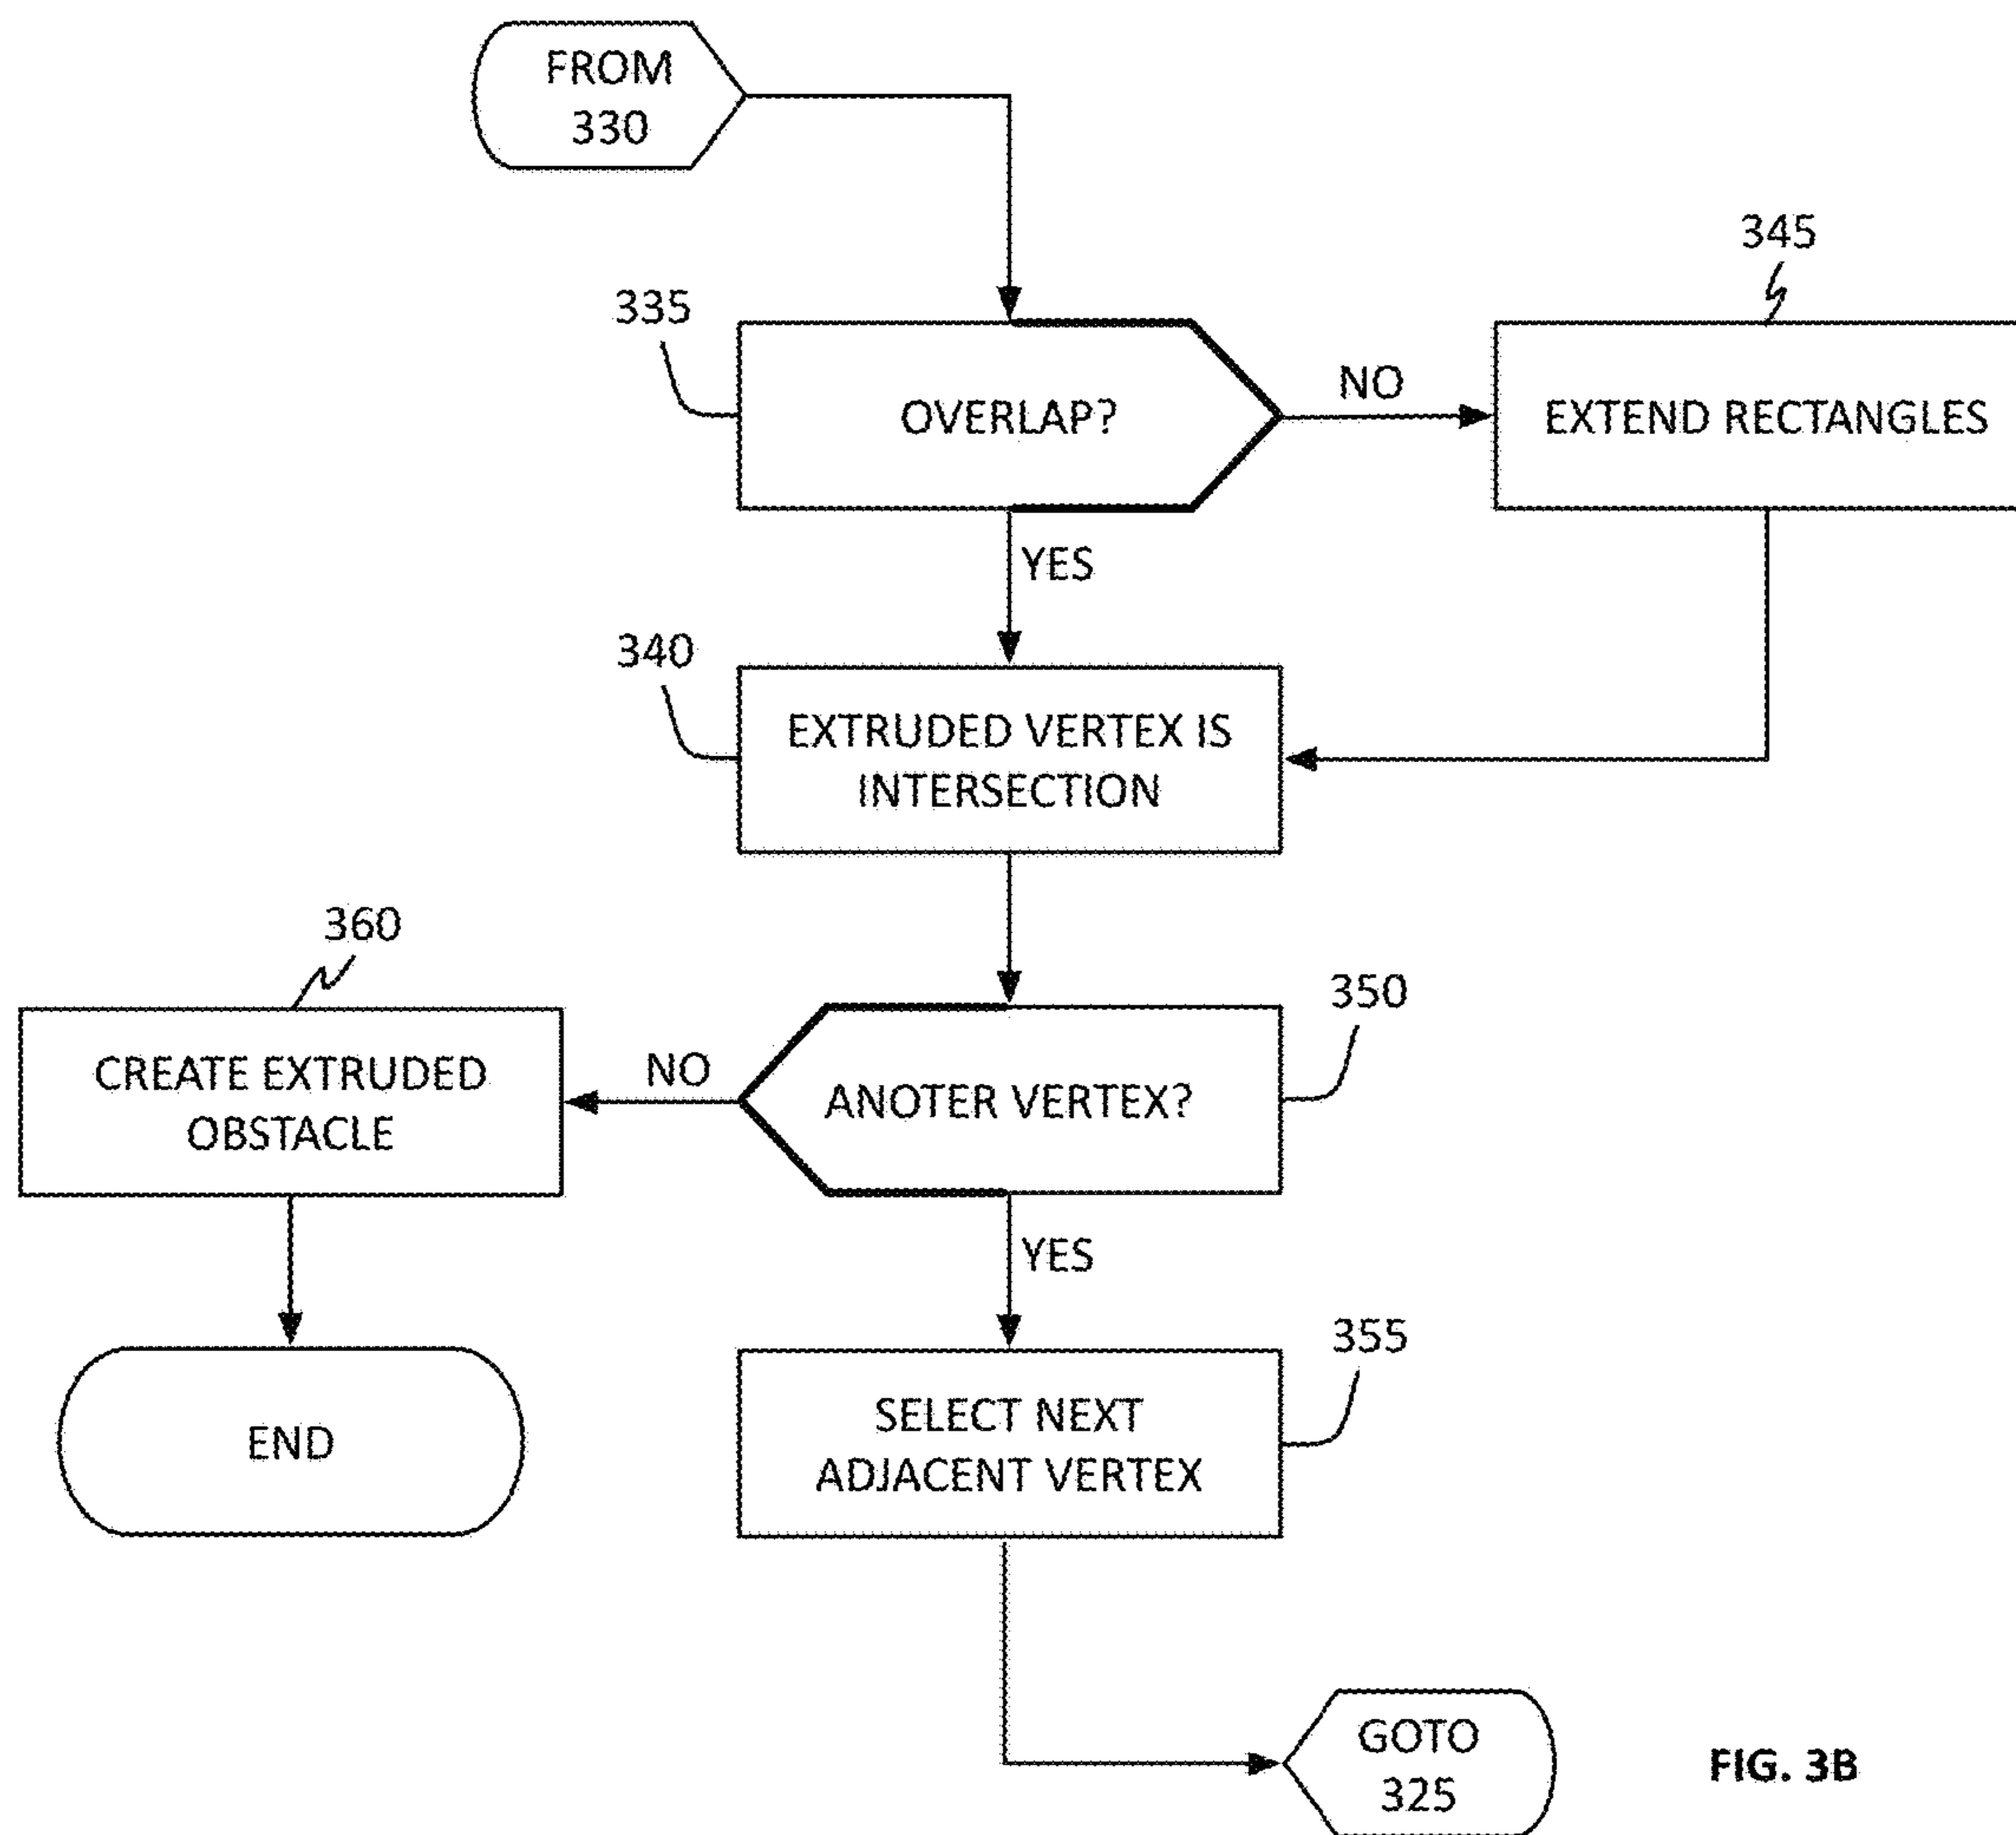 FROM
330
345
335
OVERLAP?
NO
EXTEND RECTANGLES
YES
340
EXTRUDED VERTEX IS
INTERSECTION
360
350
CREATE EXTRUDED
OBSTACLE
NO
ANOTER VERTEX?
YES
355
END
SELECT NEXT
ADJACENT VERTEX
GOTO
325
FIG. 3B